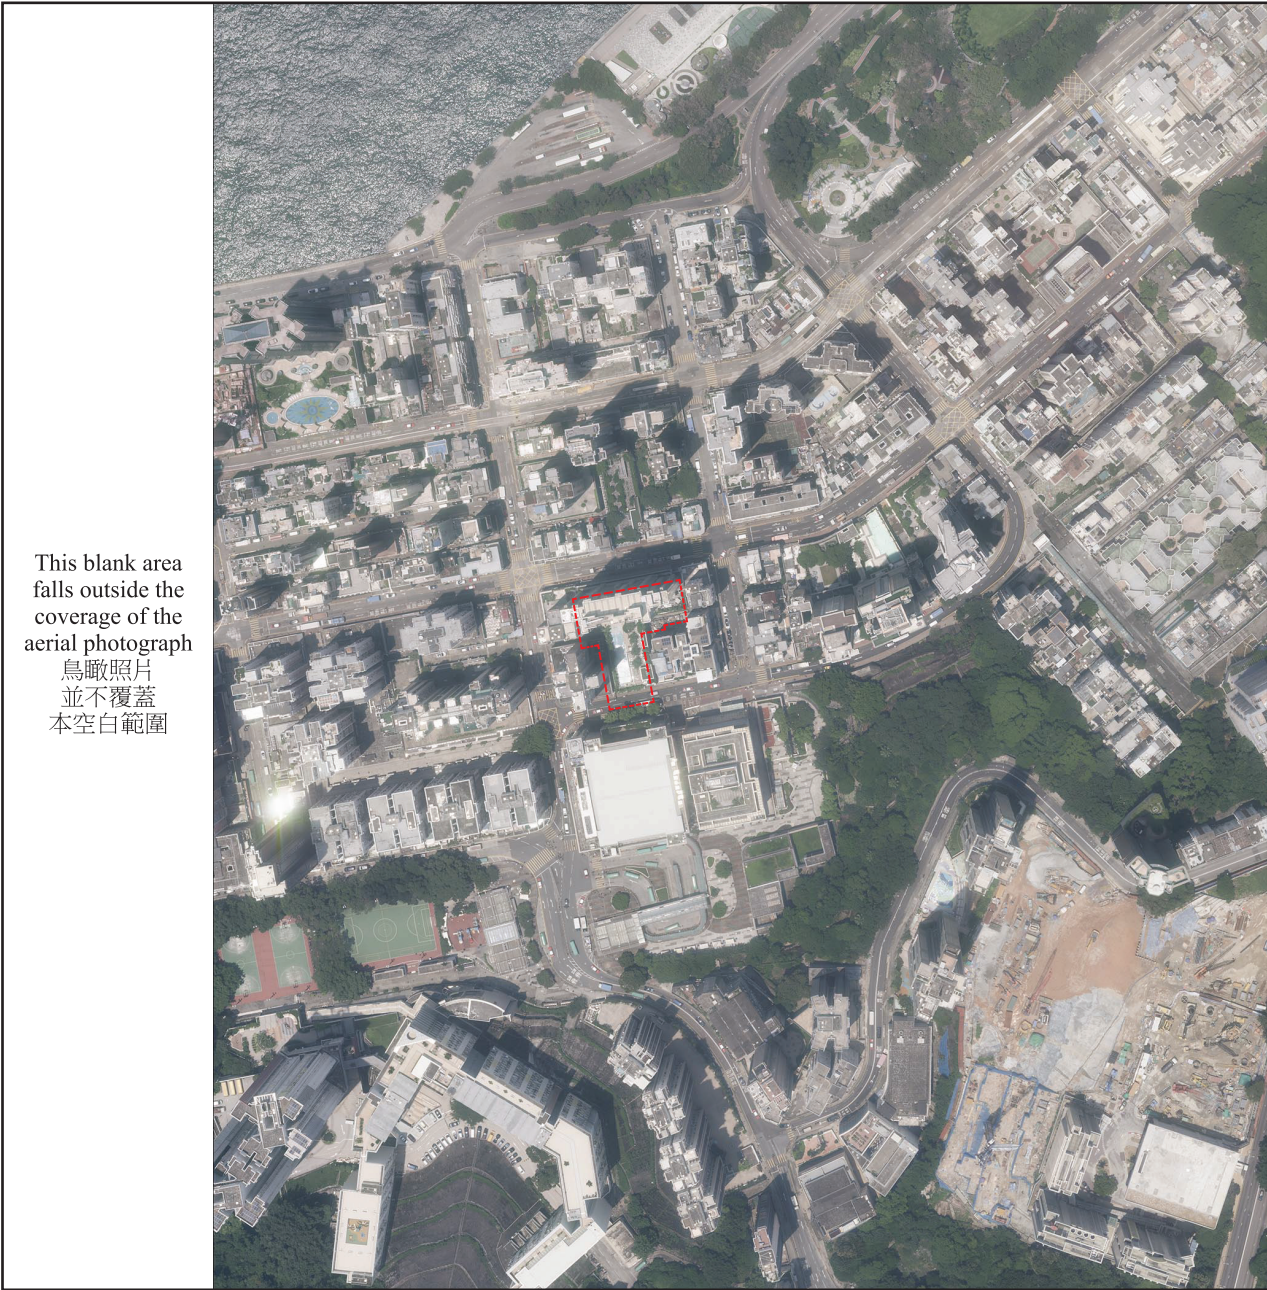 This blank area
falls outside the
coverage of the
aerial photograph
鳥瞰照片
並不覆蓋
本空白範圍